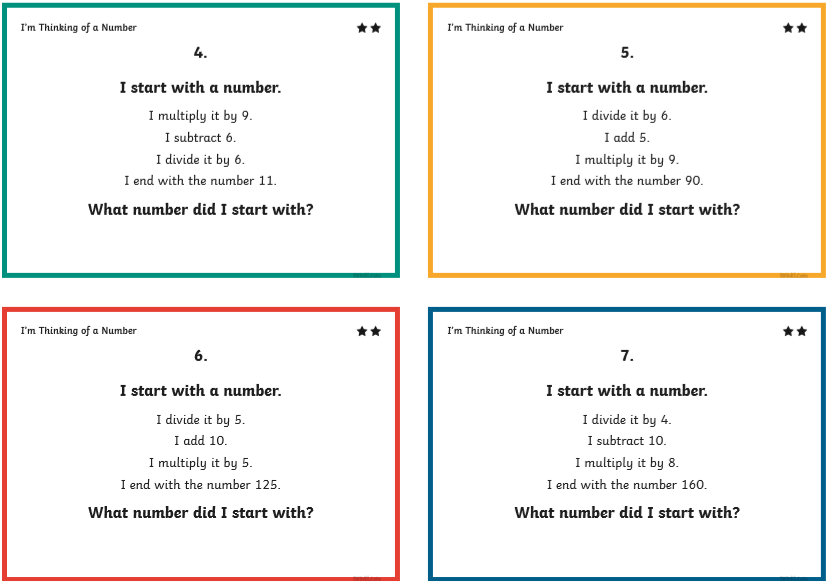 I'm Thinking of a Number
4.
I start with a number.
I multiply it by 9.
I subtract 6.
I divide it by 6.
I end with the number 11.
What number did I start with?
I'm Thinking of a Number
5.
I start with a number.
I divide it by 6.
I add 5.
I multiply it by 9.
I end with the number 90.
What number did I start with?
I'm Thinking of a Number
6.
I start with a number.
I divide it by 5.
I add 10.
I multiply it by 5.
I end with the number 125.
What number did I start with?
I'm Thinking of a Number
7.
I start with a number.
I divide it by 4.
I subtract 10.
I multiply it by 8.
I end with the number 160.
What number did I start with?